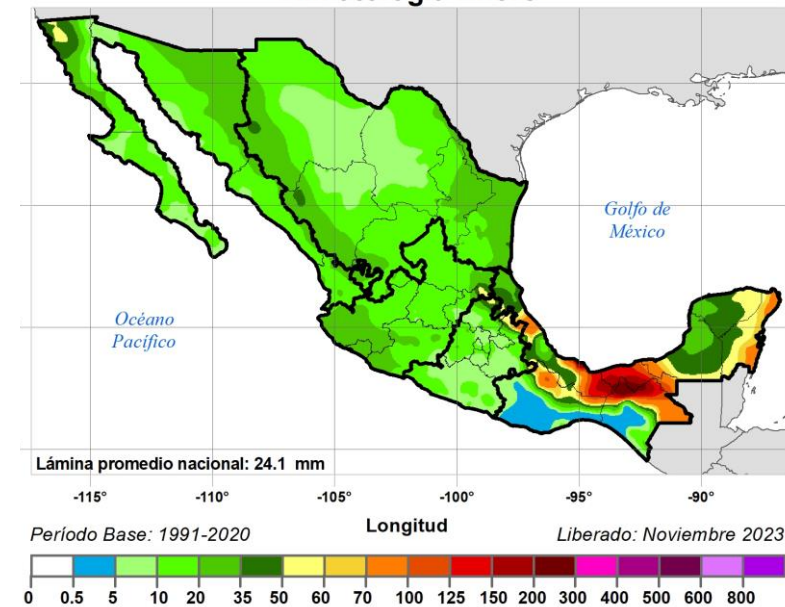 Golfo de
México
Océano
Pacífico
Lámina promedio nacional: 24.1 mm
-115° -110° -105° -100° -95° -90°
Período Base: 1991-2020 Longitud Liberado: Noviembre 2023
0 0.5 5 10 20 35 50 60 70 100 125 150 200 300 400 500 600 800